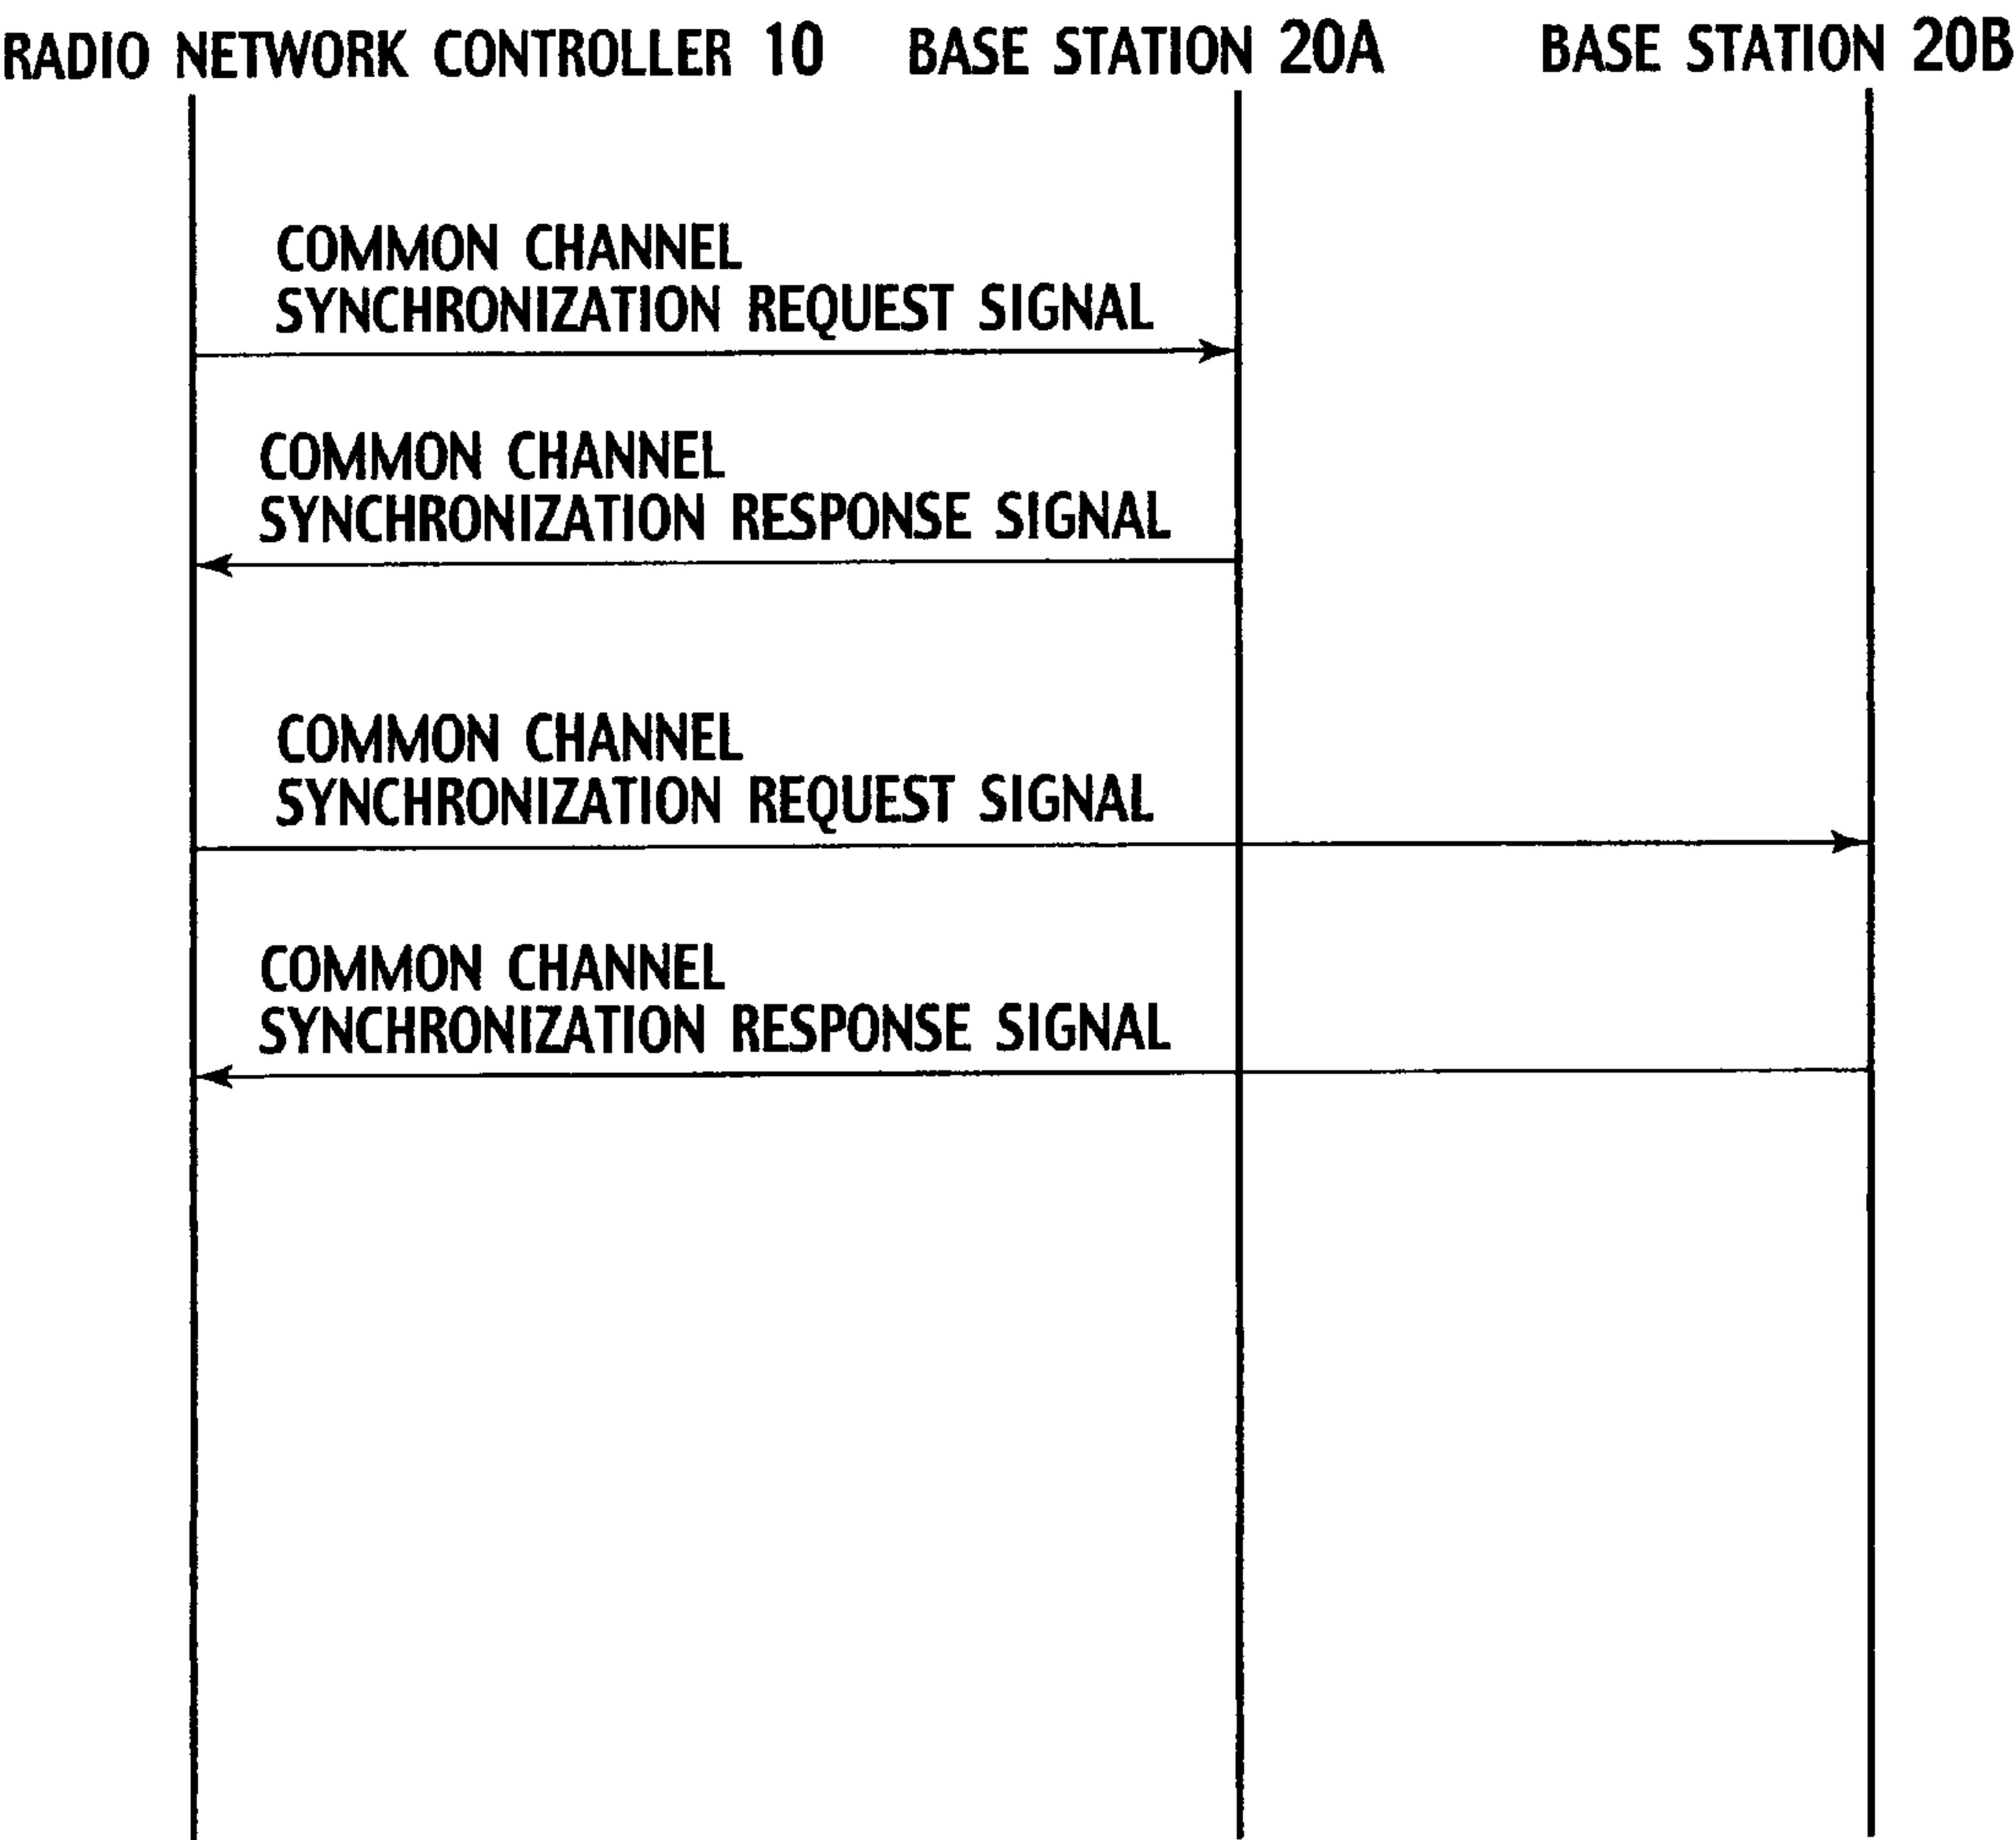 RADIO NETWORK CONTROLLER 10 BASE STATION 20A BASE STATION 20B
COMMON CHANNEL
SYNCHRONIZATION REQUEST SIGNAL
COMMON CHANNEL
SYNCHRONIZATION RESPONSE SIGNAL
COMMON CHANNEL
SYNCHRONIZATION REQUEST SIGNAL
COMMON CHANNEL
SYNCHRONIZATION RESPONSE SIGNAL